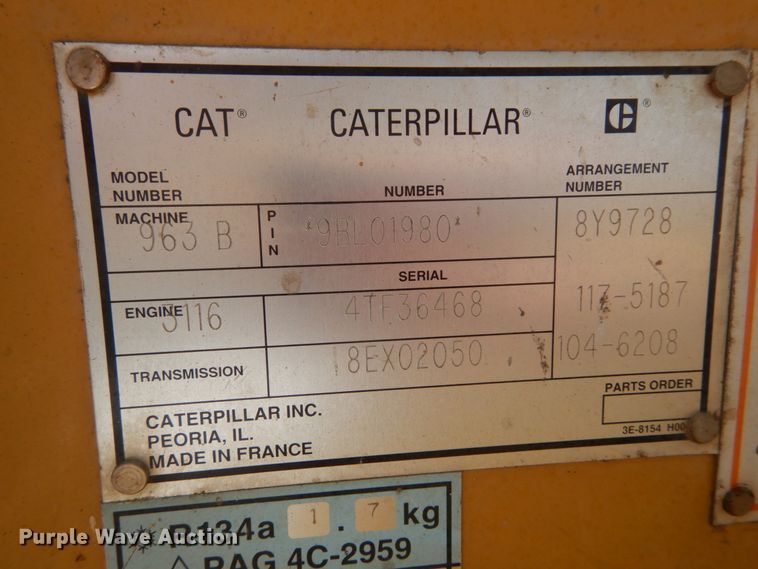 CAT® CATERPILLAR® ®
MODEL NUMBER NUMBER ARRANGEMENT NUMBER
MACHINE 963 B PIN *9BL01980* 8Y9728
SERIAL
ENGINE 3116 4TF36468 117-5187
TRANSMISSION 8EX02050 104-6208
PARTS ORDER
CATERPILLAR INC.
PEORIA, IL.
MADE IN FRANCE
3E-8154 H00
R134a 1.7 kg
PAG 4C-2959
Purple Wave Auction